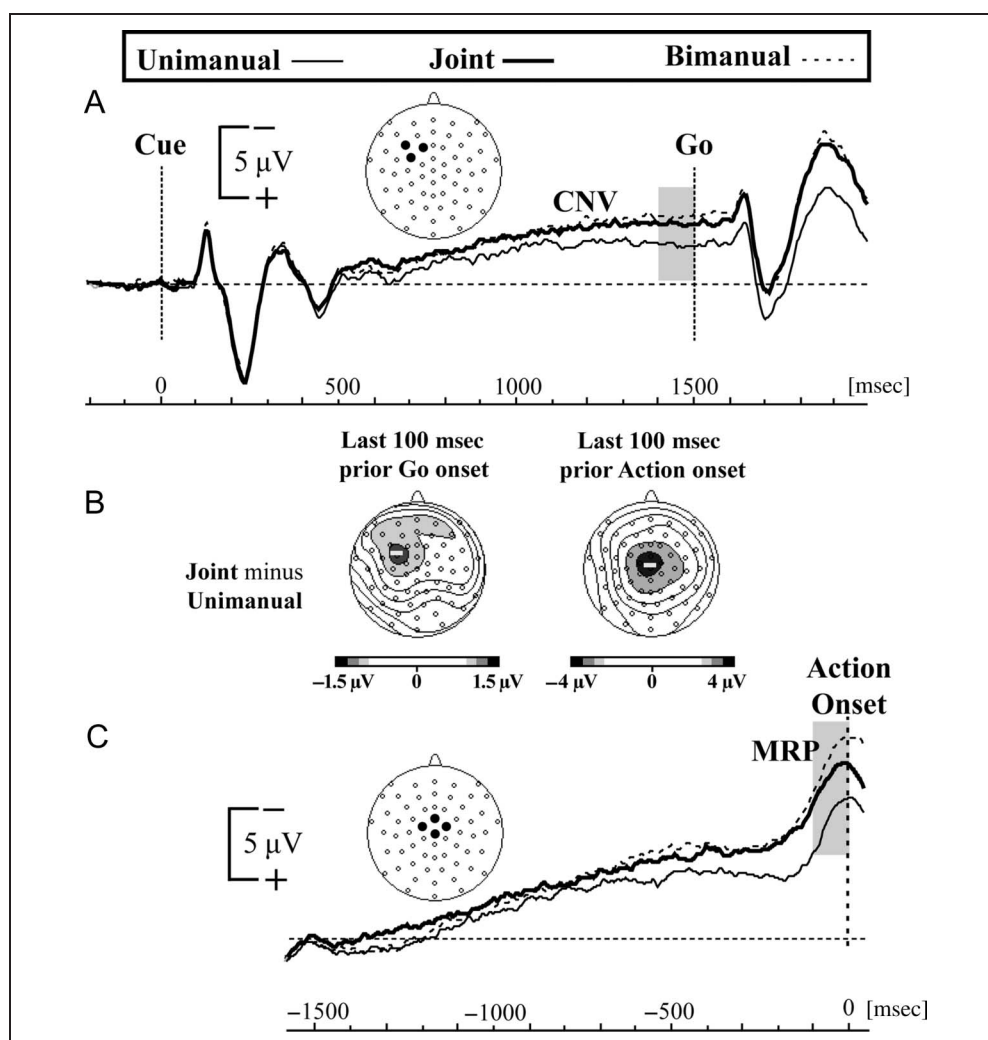 Unimanual Joint Bimanual
A
Cue
−
5 µV
+
CNV
Go
0 500 1000 1500 [msec]
Last 100 msec
prior Go onset
Last 100 msec
prior Action onset
B
Joint minus
Unimanual
−1.5 µV 0 1.5 µV
−4 µV 0 4 µV
Action
Onset
C
MRP
−
5 µV
+
−1500 −1000 −500 0 [msec]